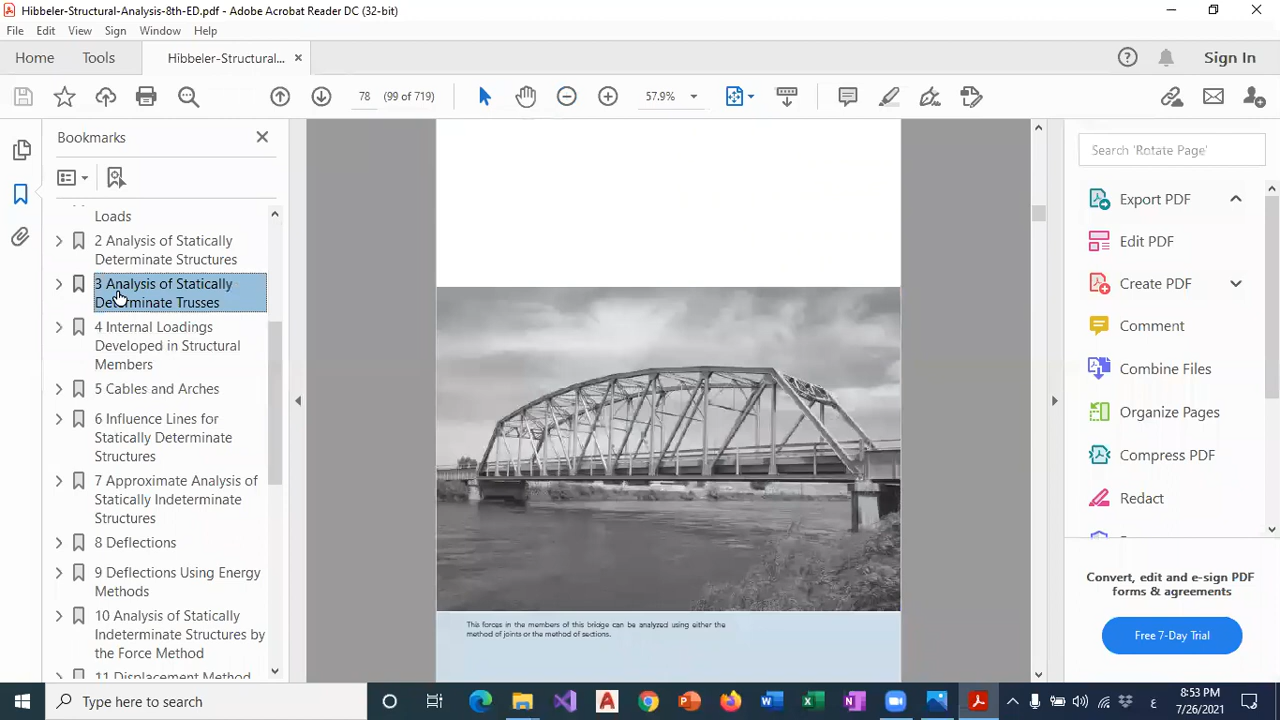 Hibbeler-Structural-Analysis-8th-ED.pdf - Adobe Acrobat Reader DC (32-bit)
File Edit View Sign Window Help
Home Tools Hibbeler-Structural... Sign In
78 (99 of 719) 57.9%
Bookmarks
Loads
2 Analysis of Statically
Determinate Structures
3 Analysis of Statically
Determinate Trusses
4 Internal Loadings
Developed in Structural
Members
5 Cables and Arches
6 Influence Lines for
Statically Determinate
Structures
7 Approximate Analysis of
Statically Indeterminate
Structures
8 Deflections
9 Deflections Using Energy
Methods
10 Analysis of Statically
Indeterminate Structures by
the Force Method
11 Displacement Method
This forces in the members of this bridge can be analyzed using either the
method of joints or the method of sections.
Search 'Rotate Page'
Export PDF
Edit PDF
Create PDF
Comment
Combine Files
Organize Pages
Compress PDF
Redact
Convert, edit and e-sign PDF
forms & agreements
Free 7-Day Trial
Type here to search
ع
8:53 PM
7/26/2021